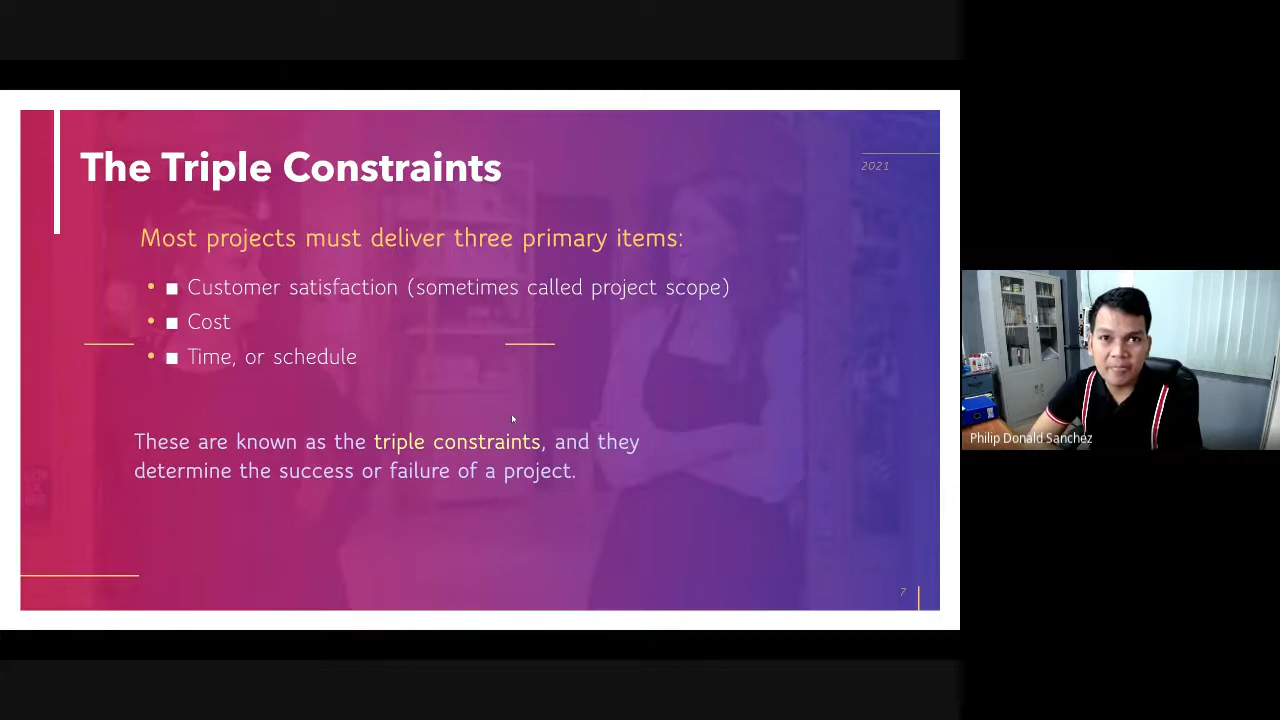 The Triple Constraints
2021
Most projects must deliver three primary items:
• ■ Customer satisfaction (sometimes called project scope)
• ■ Cost
• ■ Time, or schedule
These are known as the triple constraints, and they
determine the success or failure of a project.
7
Philip Donald Sanchez